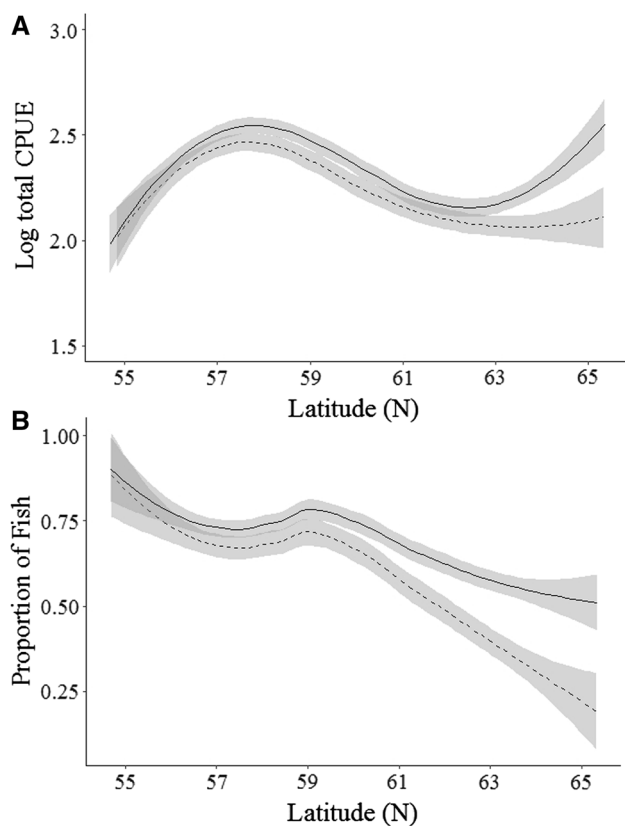 A
Log total CPUE
3.0
2.5
2.0
1.5
55 57 59 61 63 65
Latitude (N)
B
Proportion of Fish
1.00
0.75
0.50
0.25
55 57 59 61 63 65
Latitude (N)